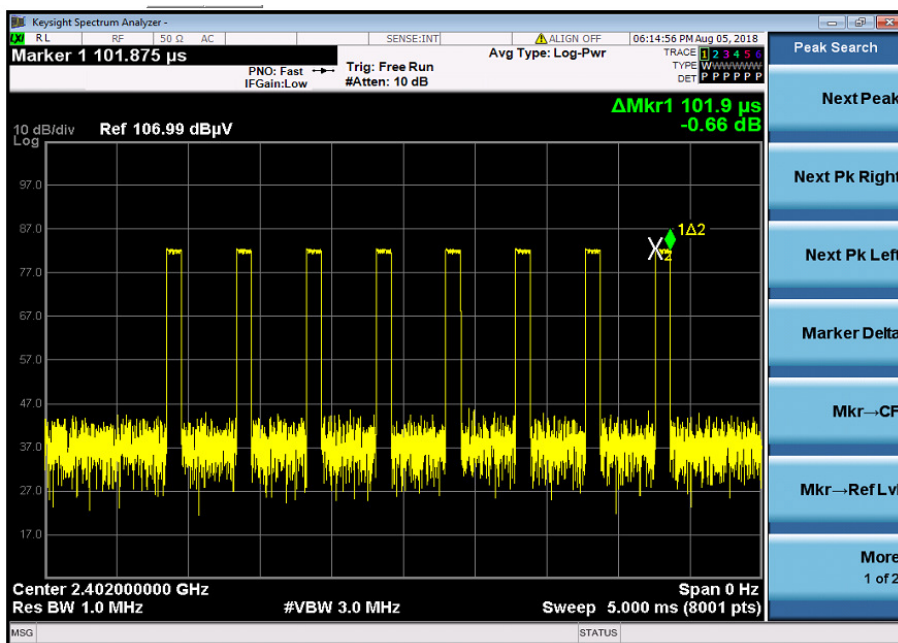 Keysight Spectrum Analyzer -
LXI RL RF 50 Ω AC SENSE:INT ALIGN OFF 06:14:56 PM Aug 05, 2018
Marker 1 101.875 µs
PNO: Fast
IFGain:Low
Trig: Free Run
#Atten: 10 dB
Avg Type: Log-Pwr
TRACE 1 2 3 4 5 6
TYPE W W W W W W
DET P P P P P P
ΔMkr1 101.9 µs
-0.66 dB
10 dB/div Ref 106.99 dBµV
Log
97.0
87.0
77.0
67.0
57.0
47.0
37.0
27.0
17.0
1Δ2
X2
Center 2.402000000 GHz Span 0 Hz
Res BW 1.0 MHz #VBW 3.0 MHz Sweep 5.000 ms (8001 pts)
MSG STATUS
Peak Search
Next Peak
Next Pk Right
Next Pk Left
Marker Delta
Mkr→CF
Mkr→Ref Lvl
More
1 of 2